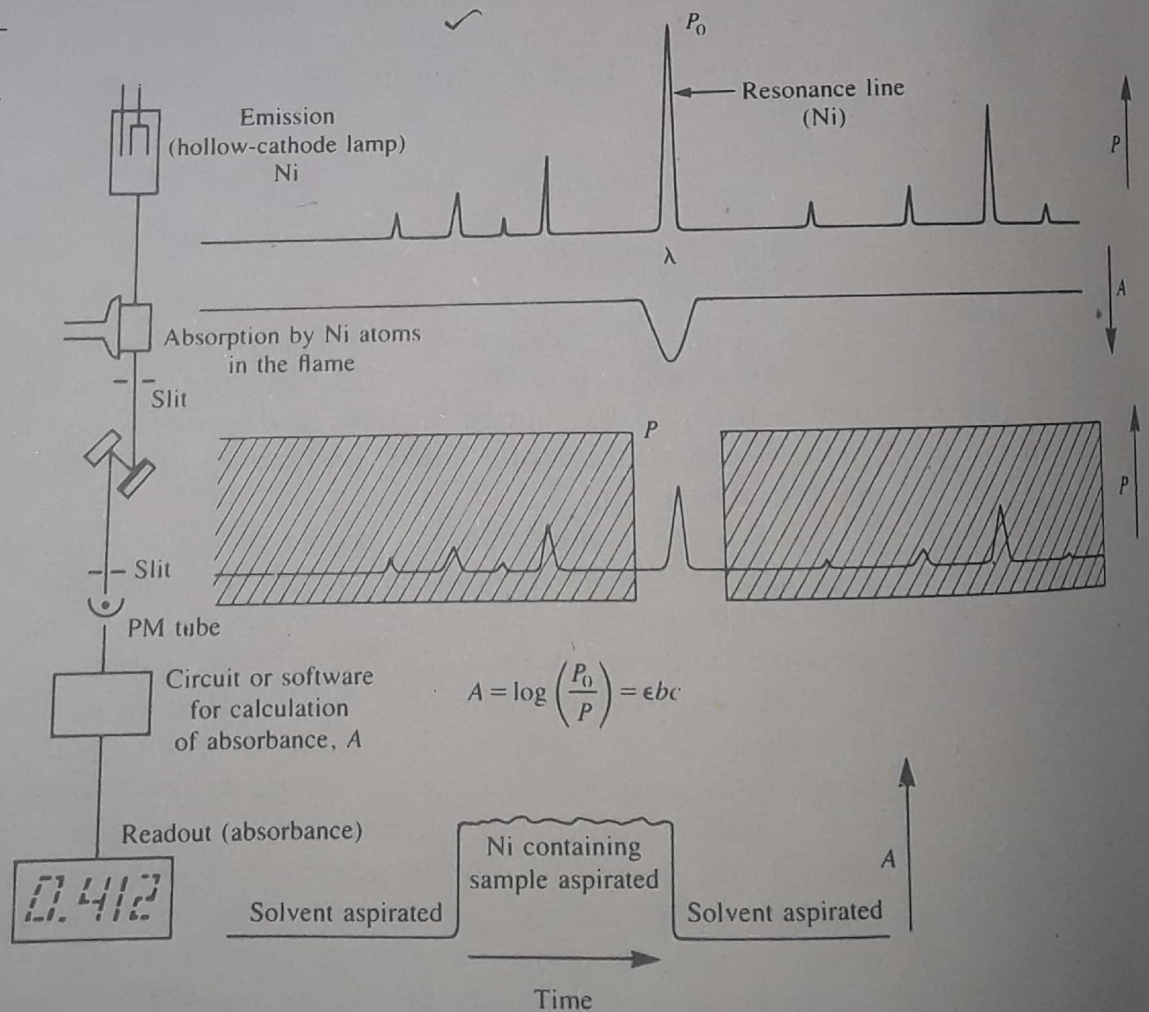 P₀
Resonance line
(Ni)
Emission
(hollow-cathode lamp)
Ni
P
λ
A
Absorption by Ni atoms
in the flame
Slit
P
P
Slit
PM tube
Circuit or software
for calculation
of absorbance, A
A = log (P₀/P) = ϵbc
Readout (absorbance)
0.412
Ni containing
sample aspirated
A
Solvent aspirated
Solvent aspirated
Time